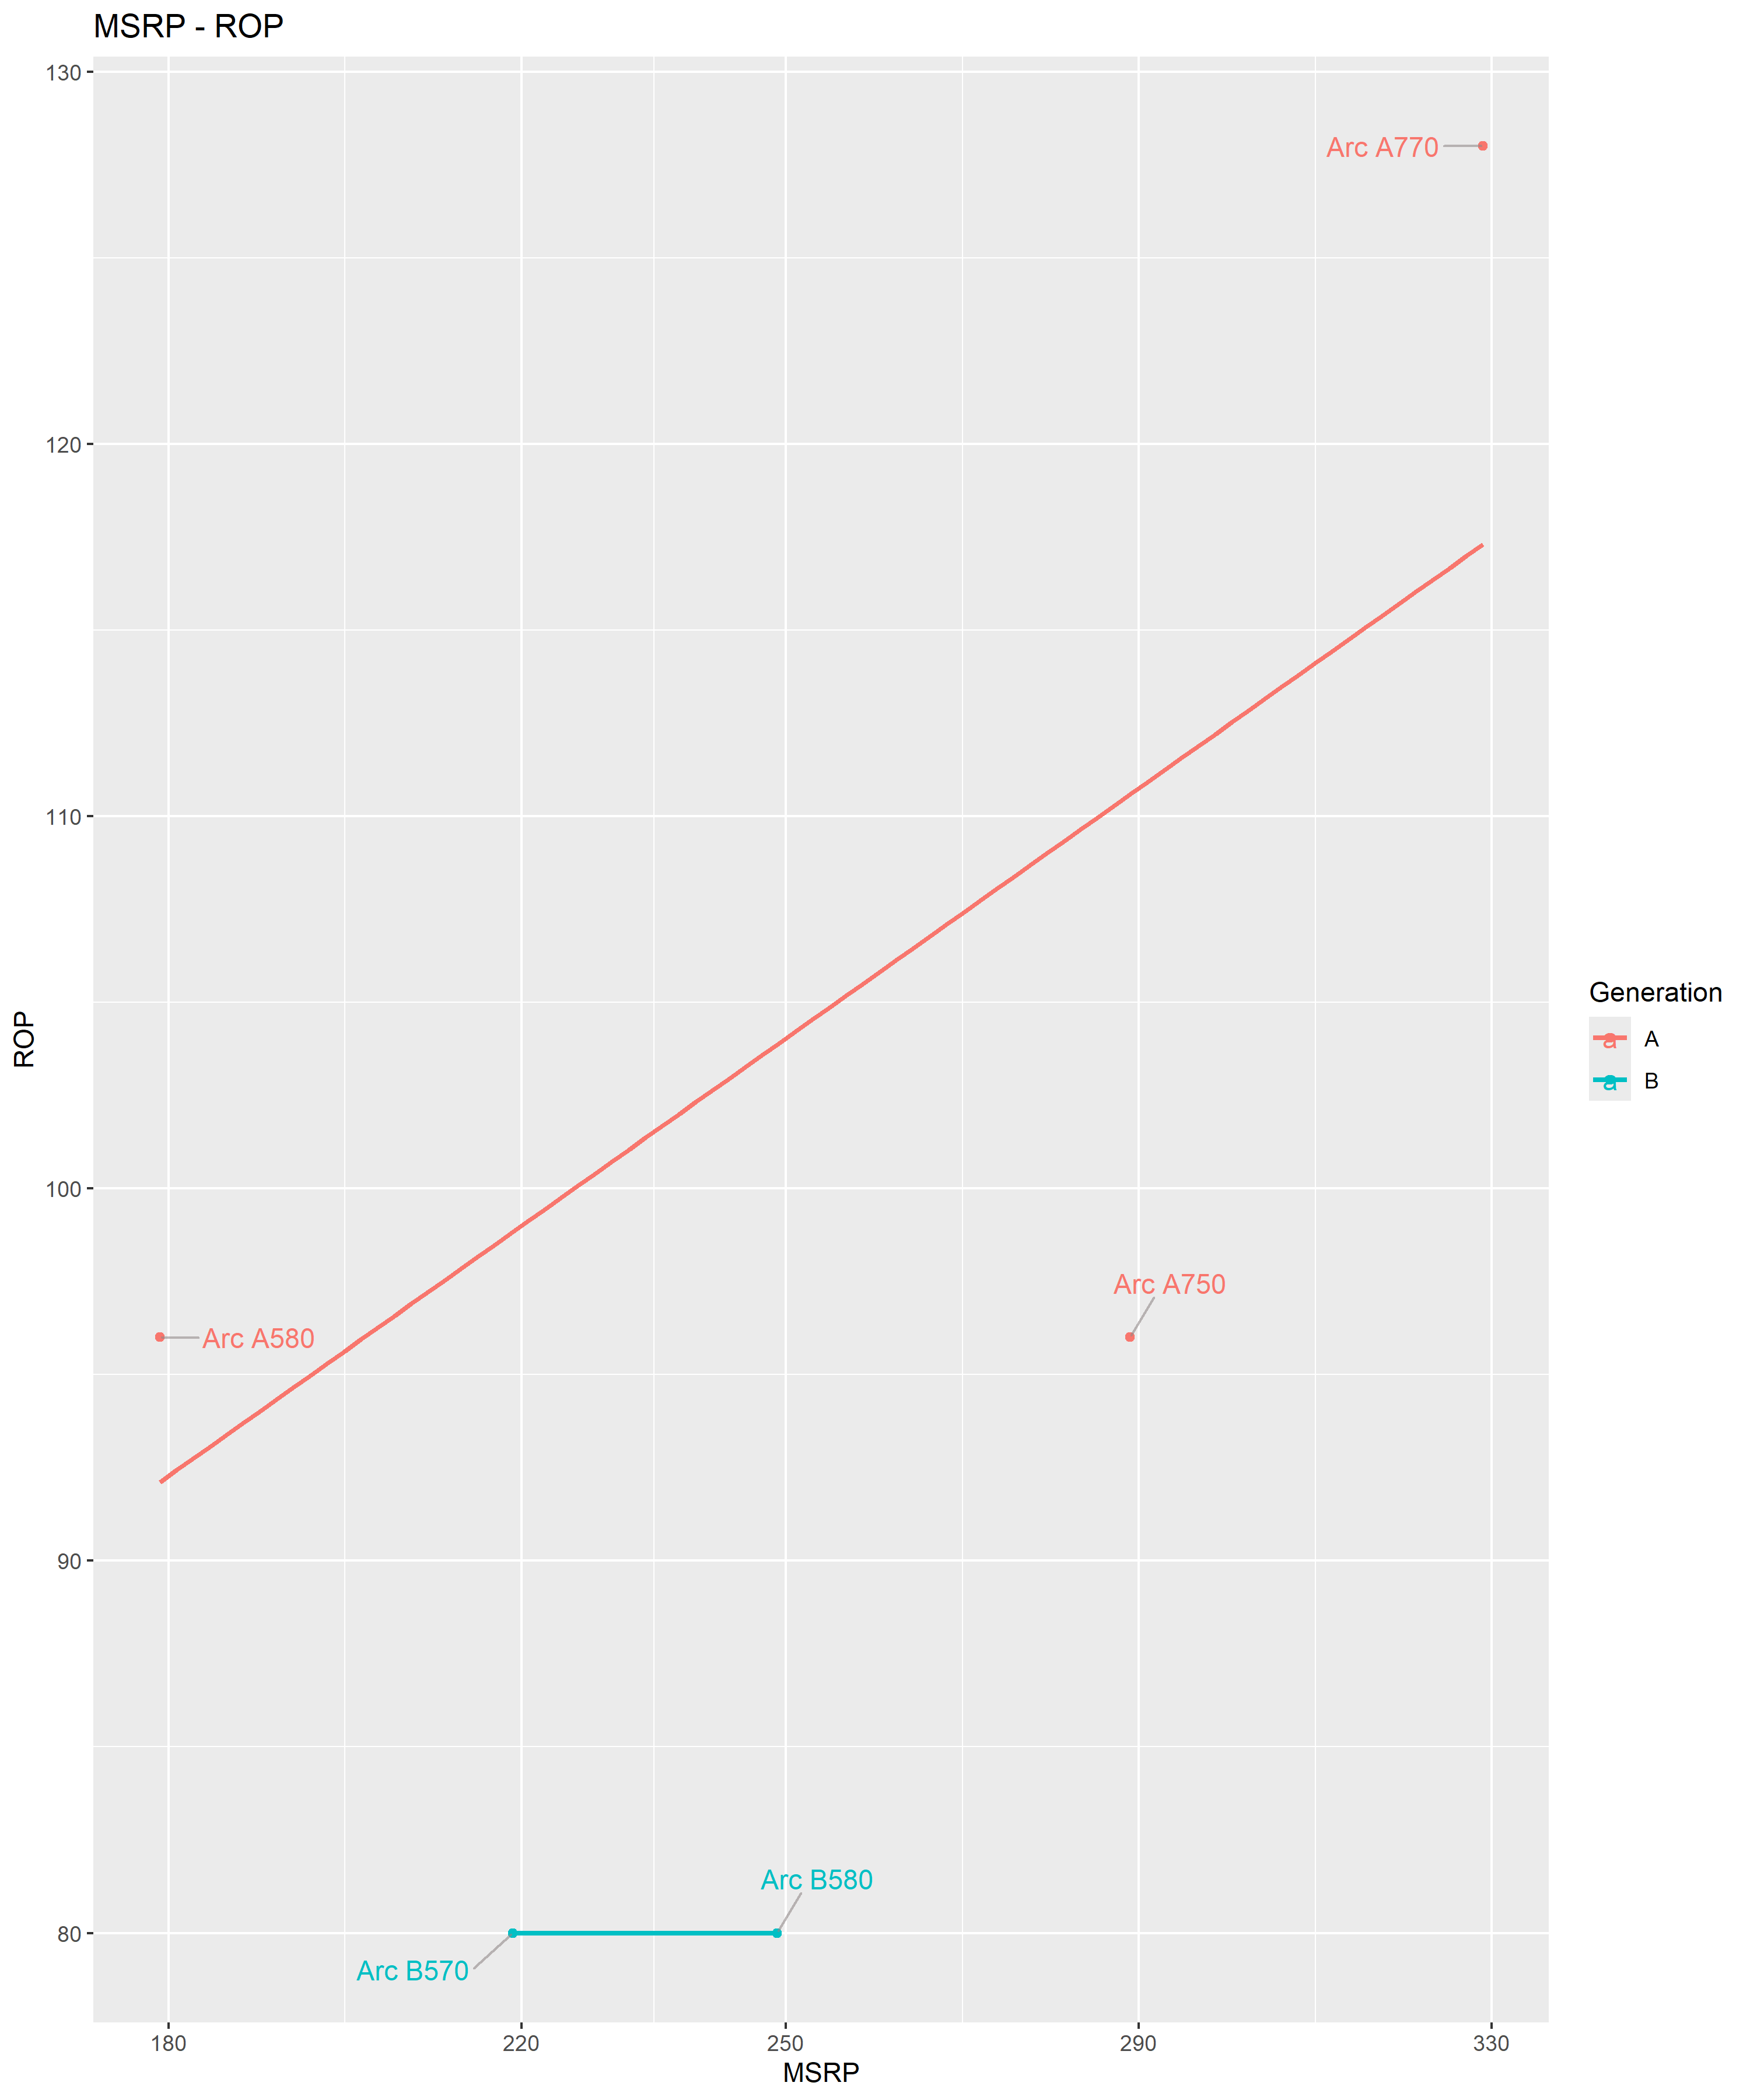 MSRP - ROP
130
Arc A770
120
110
Generation
ROP
a A
a B
100
Arc A750
Arc A580
90
Arc B580
80
Arc B570
180 220 250 290 330
MSRP